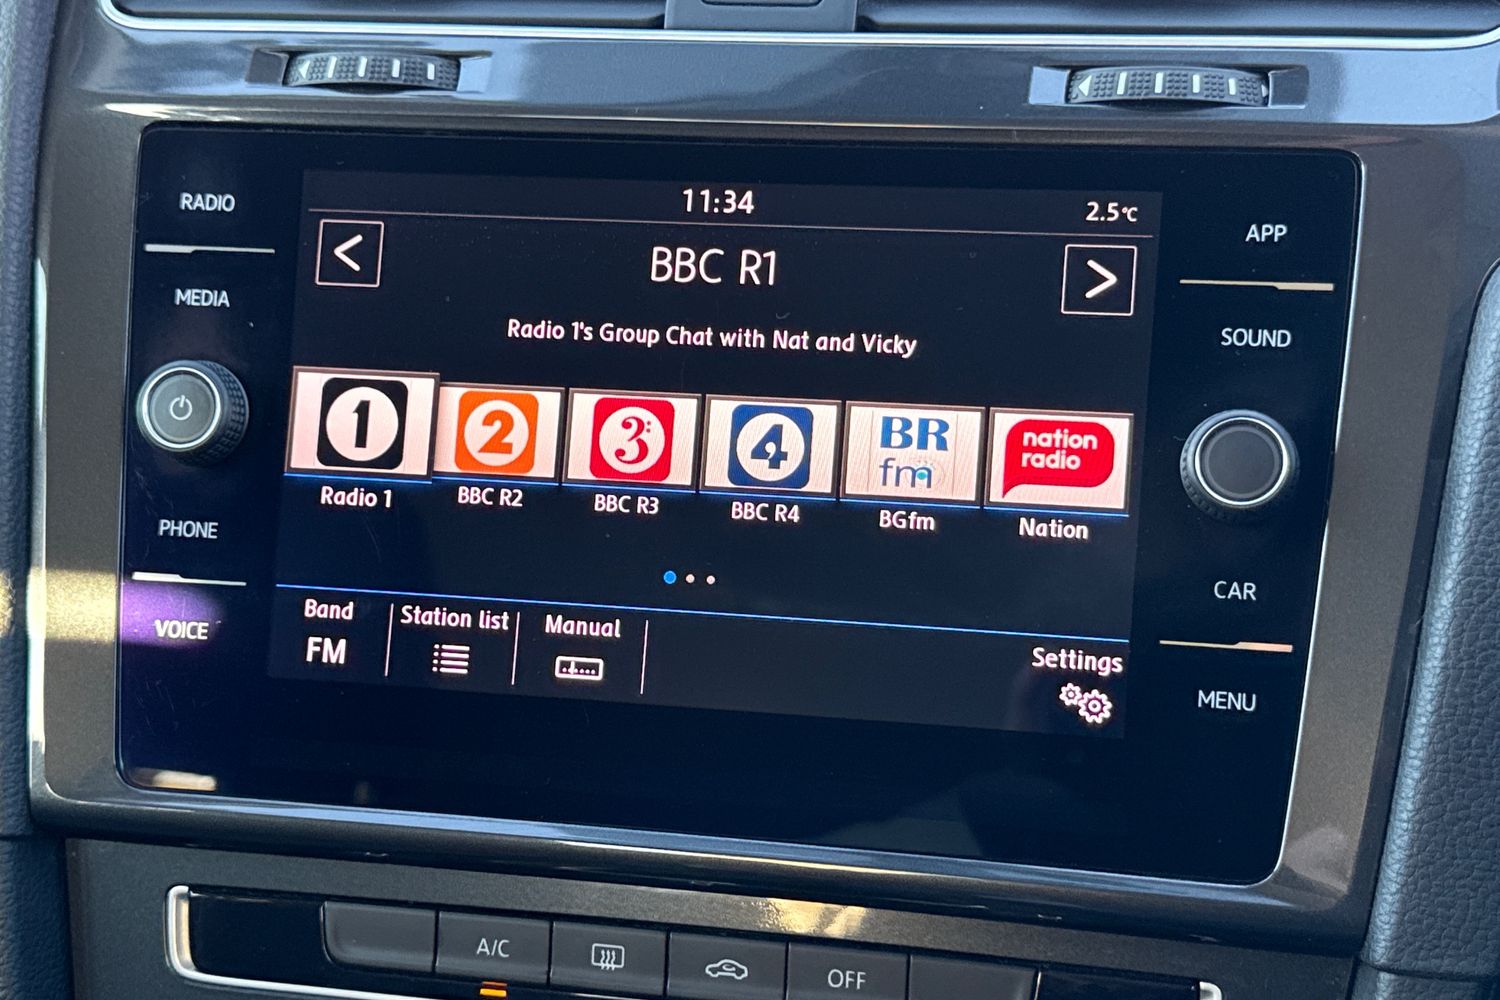 RADIO
MEDIA
PHONE
VOICE
11:34
2.5°C
<
BBC R1
>
Radio 1's Group Chat with Nat and Vicky
1
2
3
4
BR
fm
nation
radio
Radio 1
BBC R2
BBC R3
BBC R4
BGfm
Nation
Band
FM
Station list
Manual
Settings
APP
SOUND
CAR
MENU
A/C
OFF